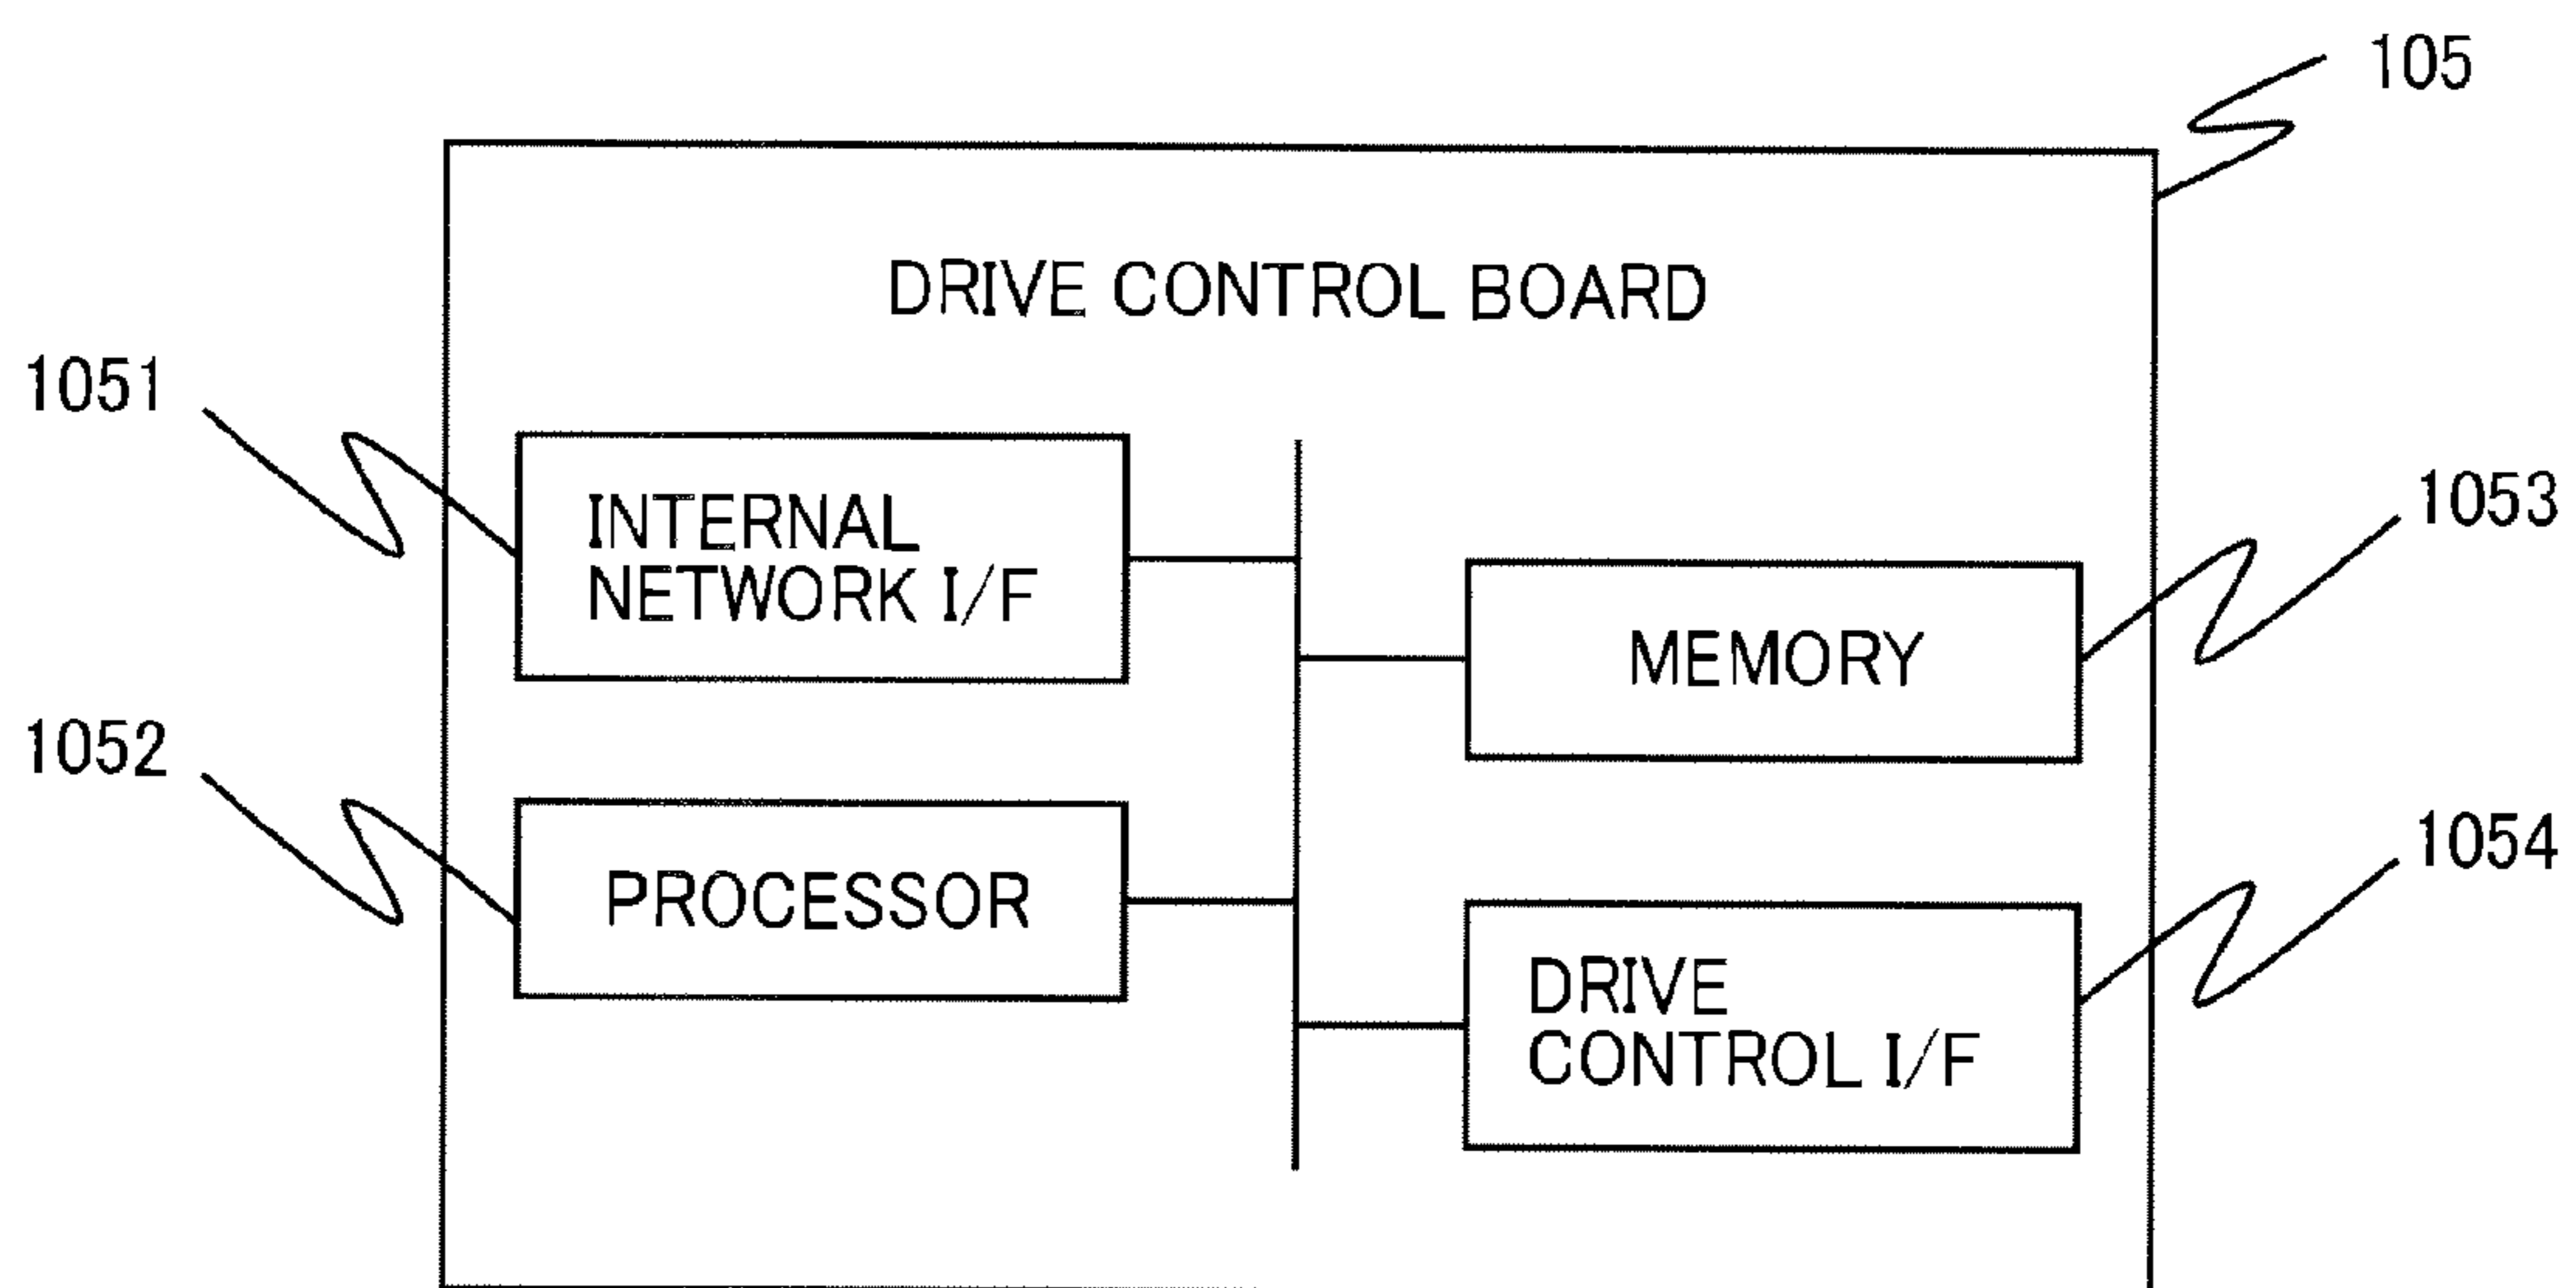 105
DRIVE CONTROL BOARD
1051
INTERNAL
NETWORK I/F
1053
MEMORY
1052
PROCESSOR
1054
DRIVE
CONTROL I/F